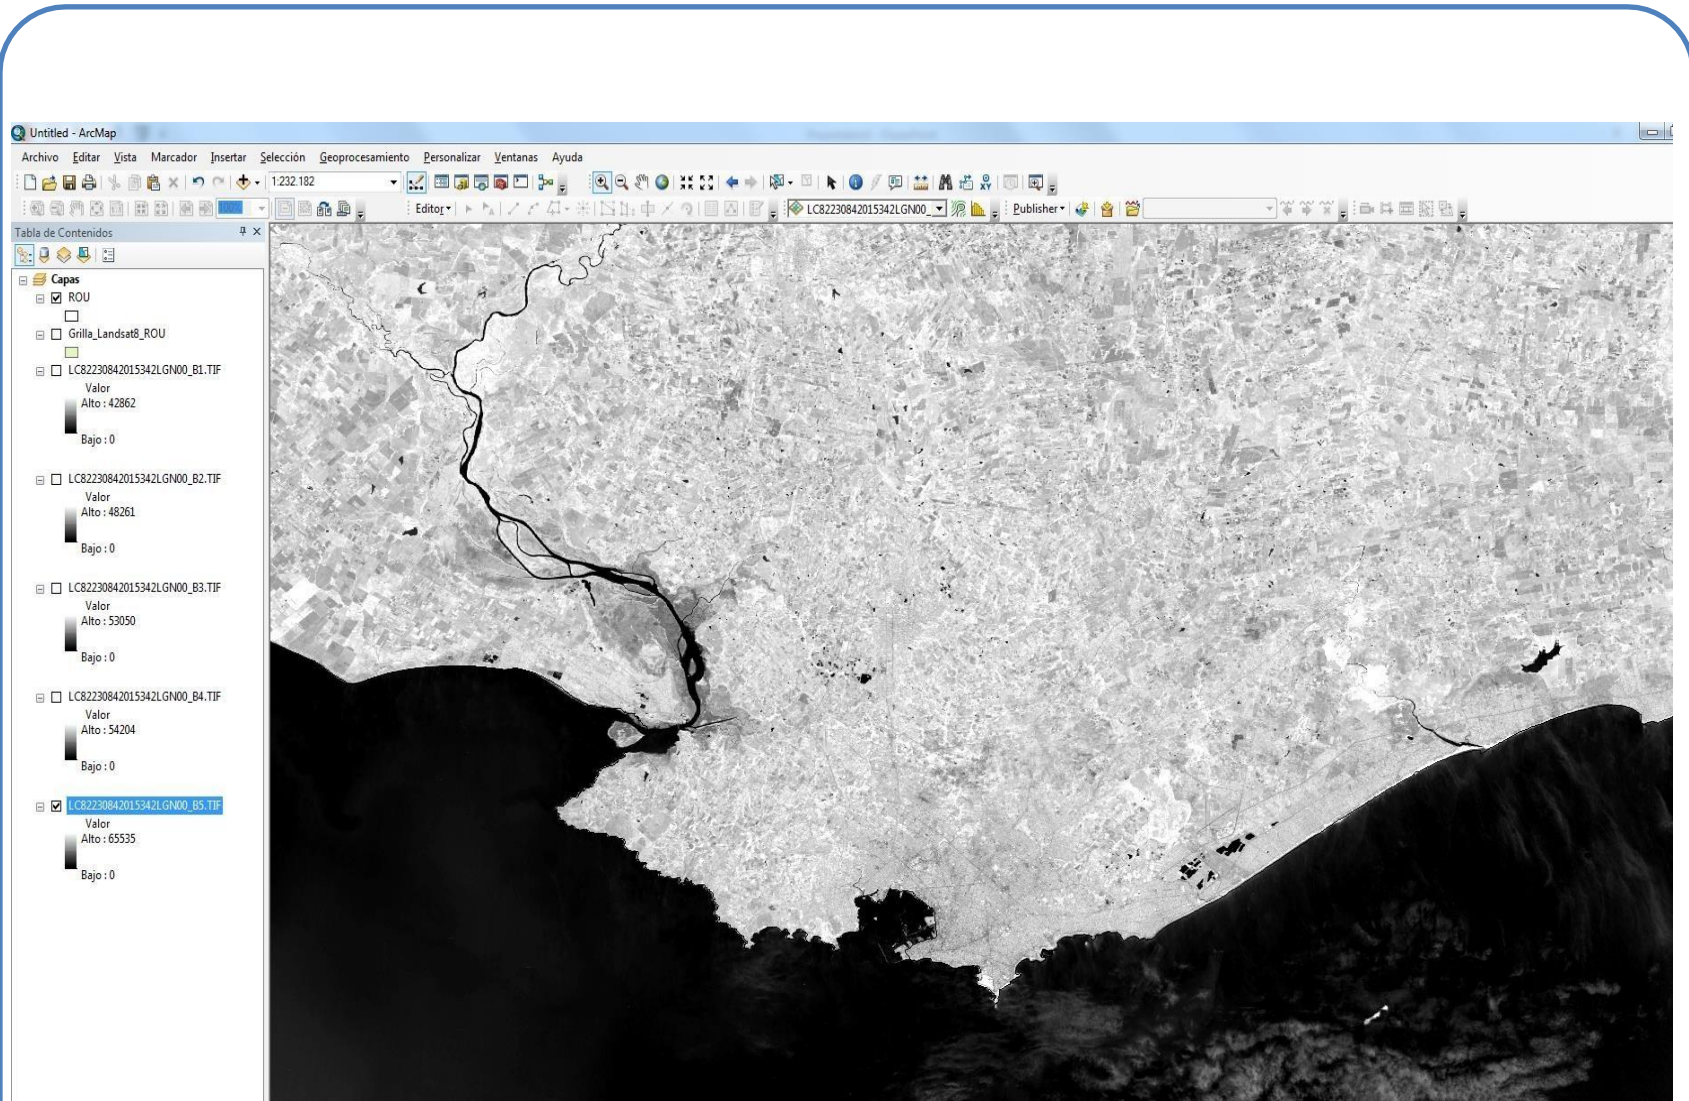 Untitled - ArcMap
Archivo Editar Vista Marcador Insertar Selección Geoprocesamiento Personalizar Ventanas Ayuda
1:232.182
100%
Editor
LC82230842015342LGN00_
Publisher
Tabla de Contenidos
Capas
ROU
Grilla_Landsat8_ROU
LC82230842015342LGN00_B1.TIF
Valor
Alto : 42862
Bajo : 0
LC82230842015342LGN00_B2.TIF
Valor
Alto : 48261
Bajo : 0
LC82230842015342LGN00_B3.TIF
Valor
Alto : 53050
Bajo : 0
LC82230842015342LGN00_B4.TIF
Valor
Alto : 54204
Bajo : 0
LC82230842015342LGN00_B5.TIF
Valor
Alto : 65535
Bajo : 0